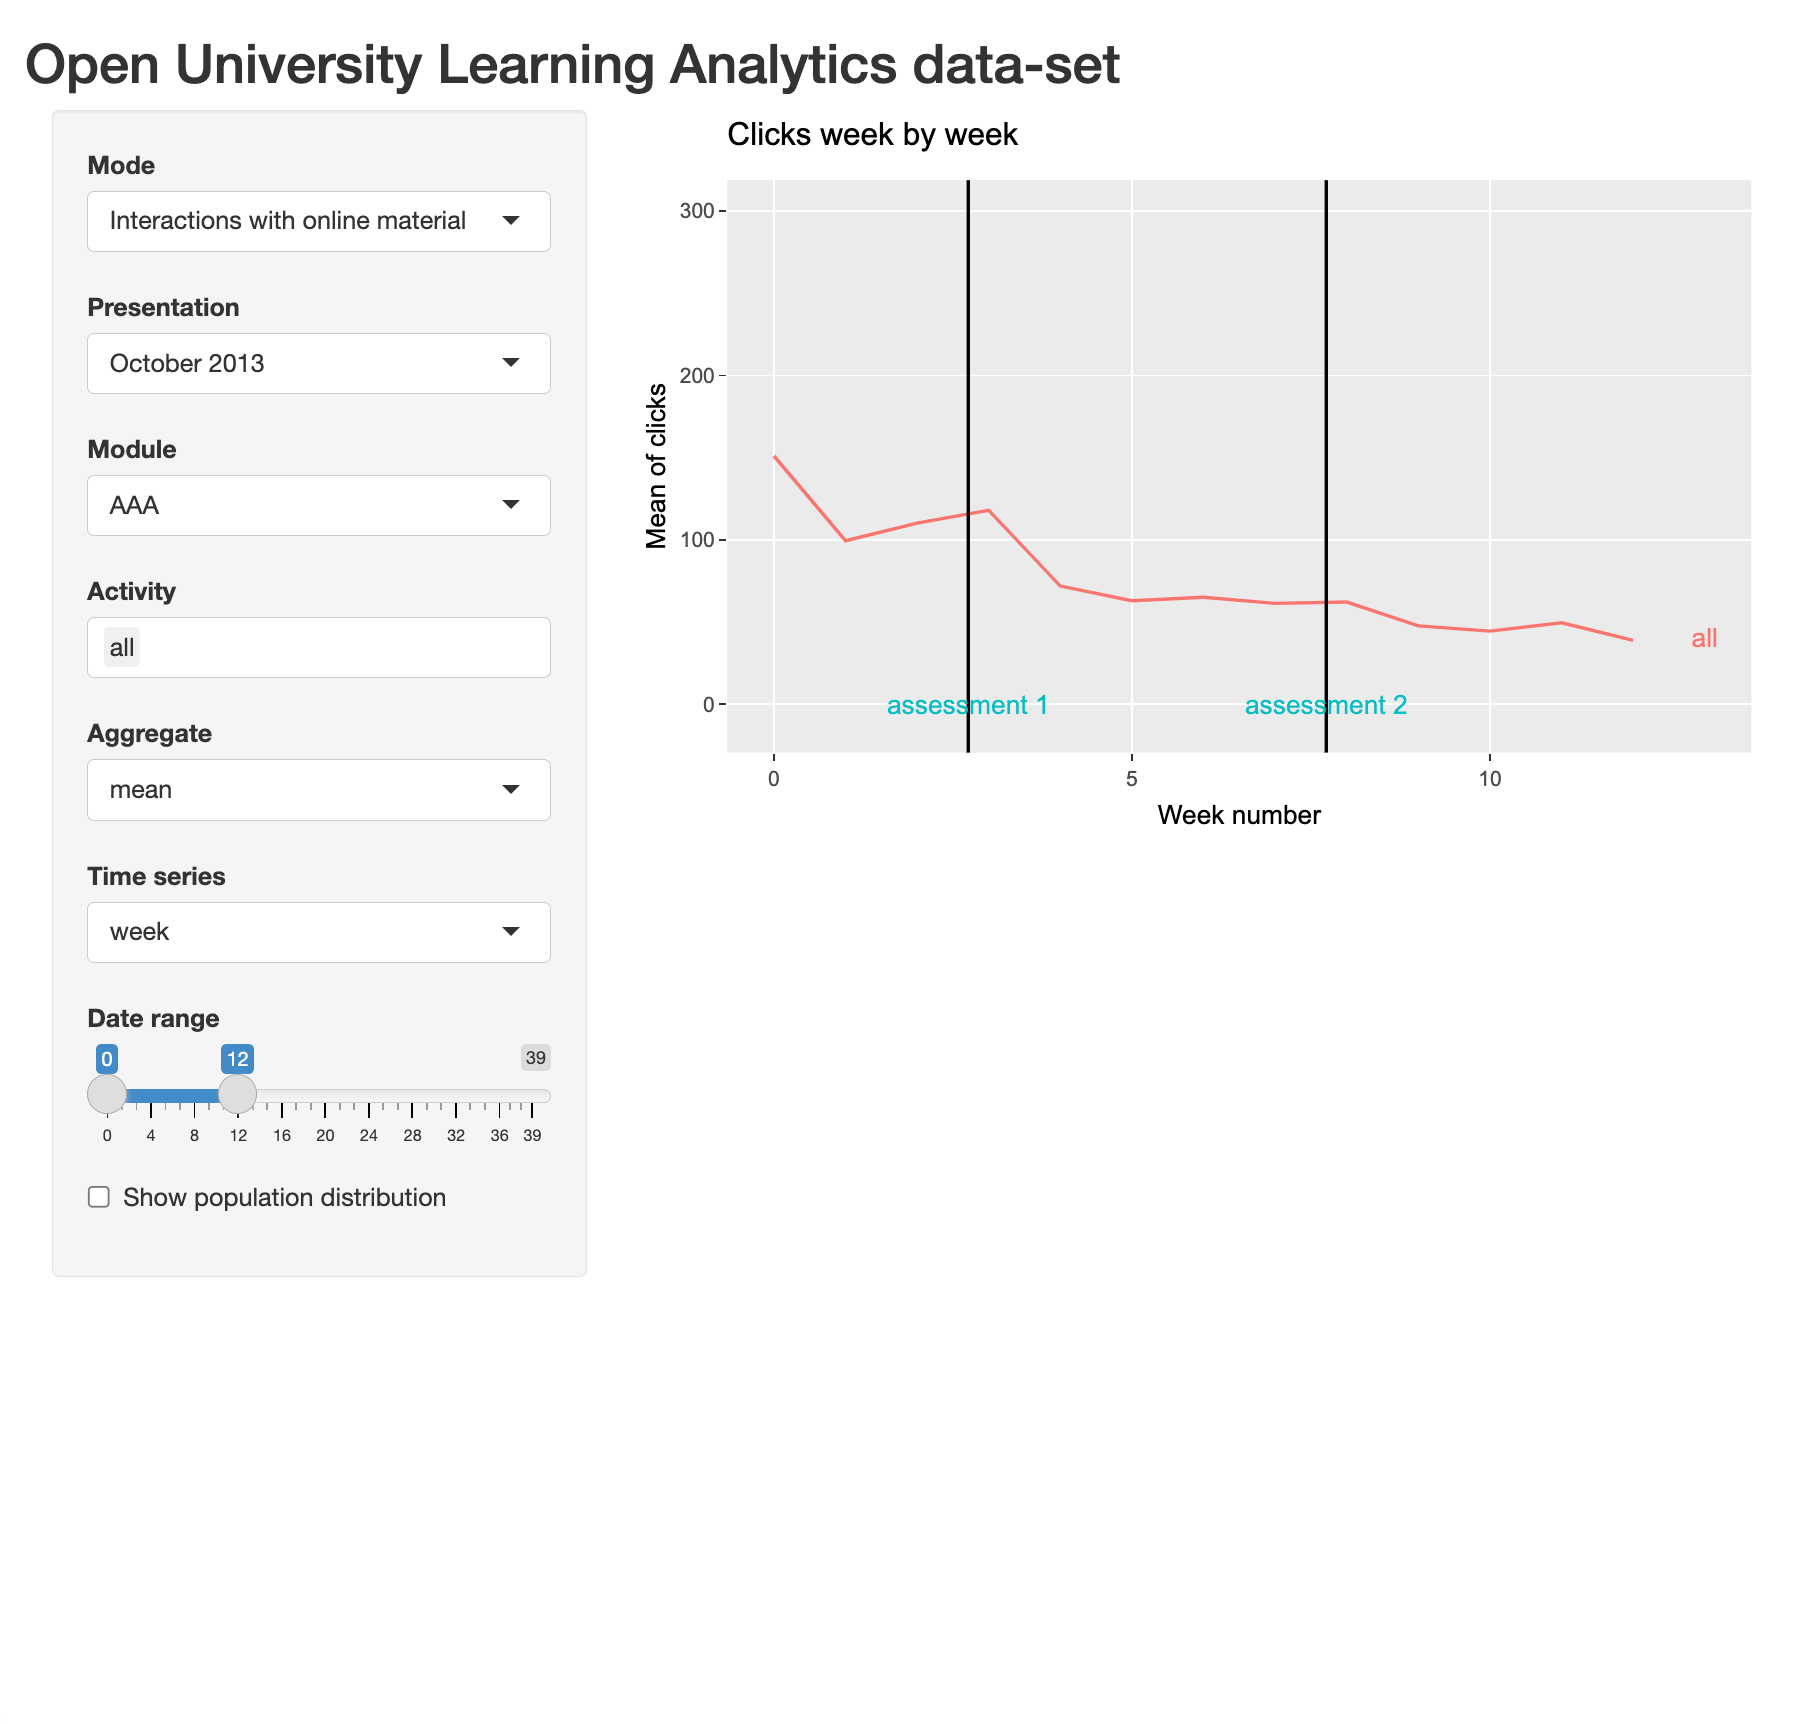 Open University Learning Analytics data-set
Mode
Interactions with online material
Presentation
October 2013
Module
AAA
Activity
all
Aggregate
mean
Time series
week
Date range
0 12 39
0 4 8 12 16 20 24 28 32 36 39
Show population distribution
Clicks week by week
Mean of clicks
300
200
100
0
all
assessment 1 assessment 2
0 5 10
Week number